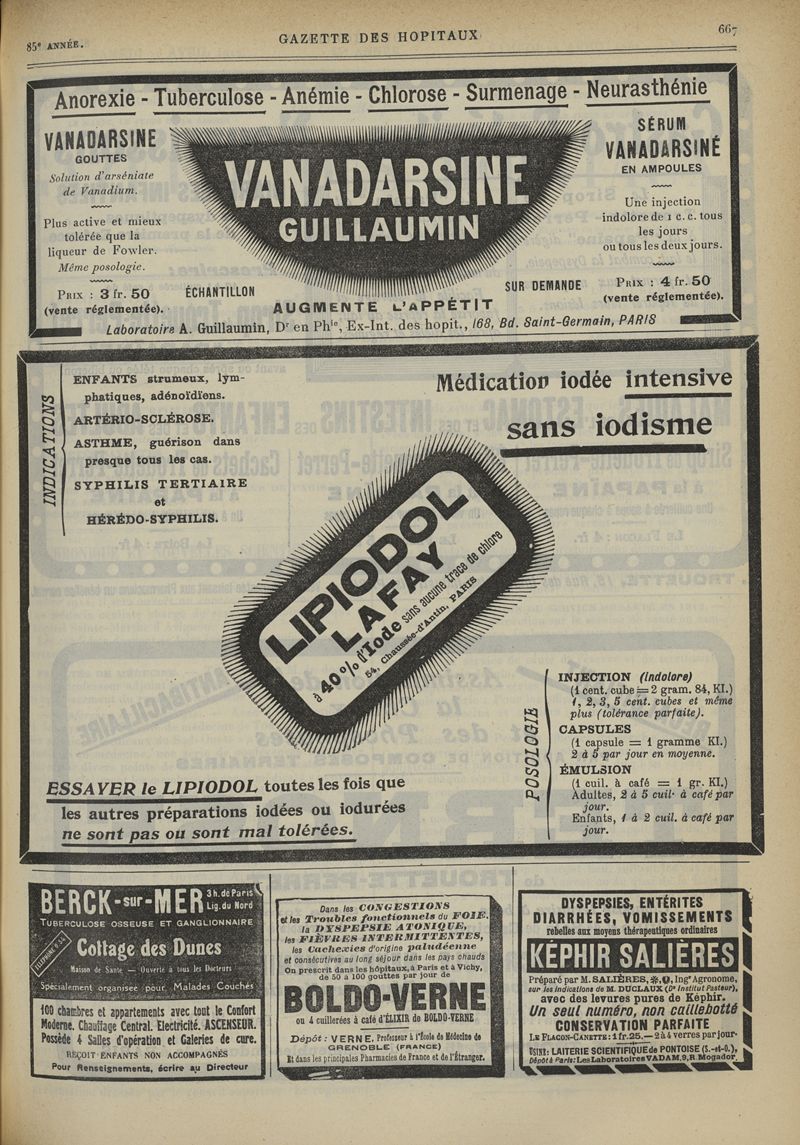 85e ANNÉE.
GAZETTE DES HOPITAUX
667
Anorexie - Tuberculose - Anémie - Chlorose - Surmenage - Neurasthénie
VANADARSINE
GOUTTES
Solution d'arséniate
de Vanadium.
Plus active et mieux
tolérée que la
liqueur de Fowler.
Même posologie.
PRIX : 3 fr. 50
(vente réglementée).
VANADARSINE
GUILLAUMIN
ÉCHANTILLON
SUR DEMANDE
AUGMENTE L'APPÉTIT
SÉRUM
VANADARSINÉ
EN AMPOULES
Une injection
indolore de 1 c. c. tous
les jours
ou tous les deux jours.
PRIX : 4 fr. 50
(vente réglementée).
Laboratoire A. Guillaumin, Dr en Phie, Ex-Int. des hopit., 168, Bd. Saint-Germain, PARIS
INDICATIONS
ENFANTS strumeux, lym-
phatiques, adénoïdiens.
ARTÉRIO-SCLÉROSE.
ASTHME, guérison dans
presque tous les cas.
SYPHILIS TERTIAIRE
et
HÉRÉDO-SYPHILIS.
Médication iodée intensive
sans iodisme
LIPIODOL
LAFAY
à 40 % d'Iode sans aucune trace de chlore
54, Chaussée-d'Antin, PARIS
POSOLOGIE
INJECTION (Indolore)
(1 cent. cube = 2 gram. 84, KI.)
1, 2, 3, 5 cent. cubes et même
plus (tolérance parfaite).
CAPSULES
(1 capsule = 1 gramme KI.)
2 à 5 par jour en moyenne.
ÉMULSION
(1 cuil. à café = 1 gr. KI.)
Adultes, 2 à 5 cuil. à café par
jour.
Enfants, 1 à 2 cuil. à café par
jour.
ESSAYER le LIPIODOL toutes les fois que
les autres préparations iodées ou iodurées
ne sont pas ou sont mal tolérées.
BERCK-sur-MER 3 h. de Paris
Lig. du Nord
TUBERCULOSE OSSEUSE ET GANGLIONNAIRE
Cottage des Dunes
Maison de Santé — Ouverte à tous les Docteurs
Spécialement organisée pour Malades Couchés
100 chambres et appartements avec tout le Confort
Moderne. Chauffage Central. Electricité. ASCENSEUR.
Possède 4 Salles d'opération et Galeries de cure.
REÇOIT ENFANTS NON ACCOMPAGNÉS
Pour Renseignements, écrire au Directeur
Dans les CONGESTIONS
et les Troubles fonctionnels du FOIE,
la DYSPEPSIE ATONIQUE,
les FIÈVRES INTERMITTENTES,
les Cachexies d'origine paludéenne
et consécutives au long séjour dans les pays chauds
On prescrit dans les hôpitaux, à Paris et à Vichy,
de 50 à 100 gouttes par jour de
BOLDO-VERNE
ou 4 cuillerées à café d'ÉLIXIR de BOLDO-VERNE
Dépôt : VERNE, Professeur à l'École de Médecine de
GRENOBLE (FRANCE)
Et dans les principales Pharmacies de France et de l'Étranger.
DYSPEPSIES, ENTÉRITES
DIARRHÉES, VOMISSEMENTS
rebelles aux moyens thérapeutiques ordinaires
KÉPHIR SALIÈRES
Préparé par M. SALIÈRES, Ingr Agronome,
sur les indications de M. DUCLAUX (Dr Institut Pasteur),
avec des levures pures de Képhir.
Un seul numéro, non caillebotté
CONSERVATION PARFAITE
LE FLACON-CANETTE : 1 fr. 25. — 2 à 4 verres par jour.
USINE: LAITERIE SCIENTIFIQUE de PONTOISE (S.-et-O.),
Dépôt à Paris: Les Laboratoires VADAM, 9, R. Mogador.